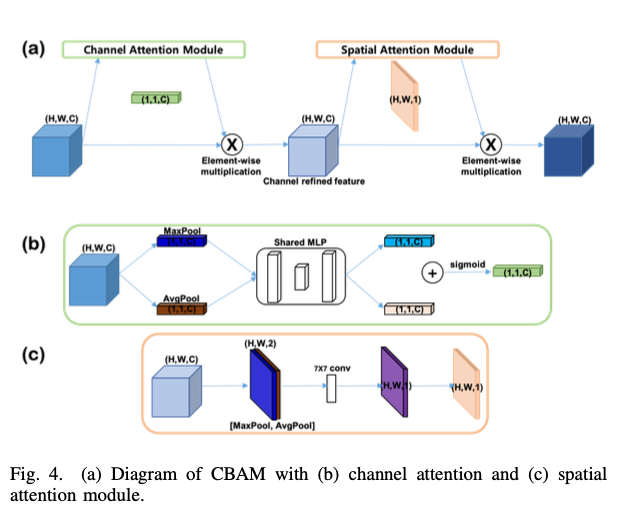 (a)
Channel Attention Module
Spatial Attention Module
(1,1,C)
(H,W,1)
(H,W,C)
(H,W,C)
(H,W,C)
X
X
Element-wise
multiplication
Element-wise
multiplication
Channel refined feature
(b)
MaxPool
(1,1,C)
(H,W,C)
Shared MLP
(1,1,C)
sigmoid
+
(1,1,C)
AvgPool
(1,1,C)
(1,1,C)
(c)
(H,W,2)
(H,W,C)
7X7 conv
(H,W,1)
(H,W,1)
[MaxPool, AvgPool]
Fig. 4. (a) Diagram of CBAM with (b) channel attention and (c) spatial
attention module.